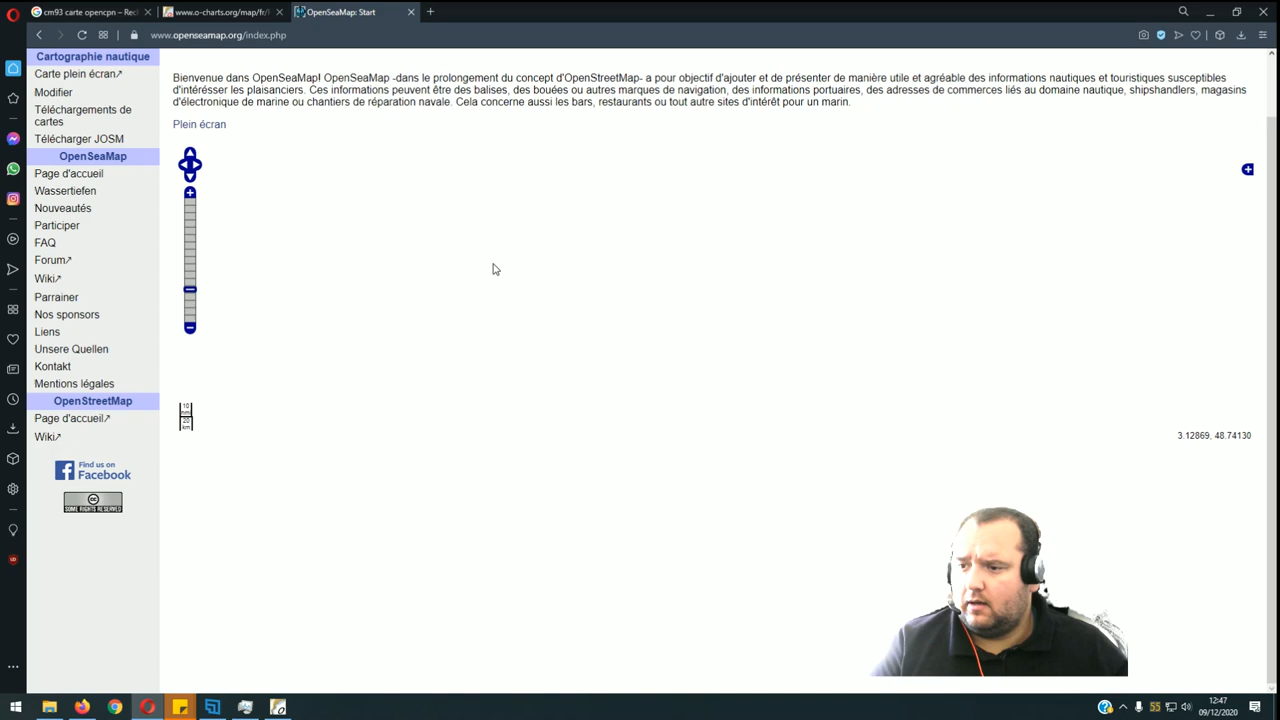 cm93 carte opencpn – Rec
www.o-charts.org/map/fr/
OpenSeaMap: Start
www.openseamap.org/index.php
Cartographie nautique
Carte plein écran↗
Modifier
Téléchargements de
cartes
Télécharger JOSM
OpenSeaMap
Page d'accueil
Wassertiefen
Nouveautés
Participer
FAQ
Forum↗
Wiki↗
Parrainer
Nos sponsors
Liens
Unsere Quellen
Kontakt
Mentions légales
OpenStreetMap
Page d'accueil↗
Wiki↗
Find us on
Facebook
SOME RIGHTS RESERVED
Bienvenue dans OpenSeaMap! OpenSeaMap -dans le prolongement du concept d'OpenStreetMap- a pour objectif d'ajouter et de présenter de manière utile et agréable des informations nautiques et touristiques susceptibles
d'intérésser les plaisanciers. Ces informations peuvent être des balises, des bouées ou autres marques de navigation, des informations portuaires, des adresses de commerces liés au domaine nautique, shipshandlers, magasins
d'électronique de marine ou chantiers de réparation navale. Cela concerne aussi les bars, restaurants ou tout autre sites d'intérêt pour un marin.
Plein écran
10
nmi
20
km
3.12869, 48.74130
55
12:47
09/12/2020